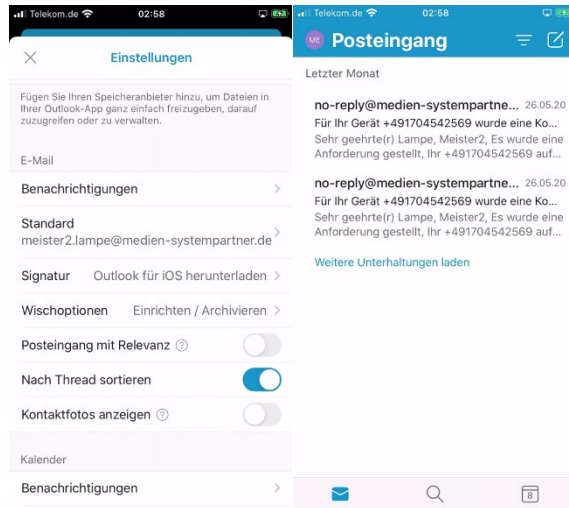 Telekom.de 02:58
Einstellungen
Fügen Sie Ihren Speicheranbieter hinzu, um Dateien in
Ihrer Outlook-App ganz einfach freizugeben, darauf
zuzugreifen oder zu verwalten.
E-Mail
Benachrichtigungen
Standard
meister2.lampe@medien-systempartner.de
Signatur Outlook für iOS herunterladen
Wischoptionen Einrichten / Archivieren
Posteingang mit Relevanz ?
Nach Thread sortieren
Kontaktfotos anzeigen ?
Kalender
Benachrichtigungen
Telekom.de 02:58
ME Posteingang
Letzter Monat
no-reply@medien-systempartne... 26.05.20
Für Ihr Gerät +491704542569 wurde eine Ko...
Sehr geehrte(r) Lampe, Meister2, Es wurde eine
Anforderung gestellt, Ihr +491704542569 auf...
no-reply@medien-systempartne... 26.05.20
Für Ihr Gerät +491704542569 wurde eine Ko...
Sehr geehrte(r) Lampe, Meister2, Es wurde eine
Anforderung gestellt, Ihr +491704542569 auf...
Weitere Unterhaltungen laden
8